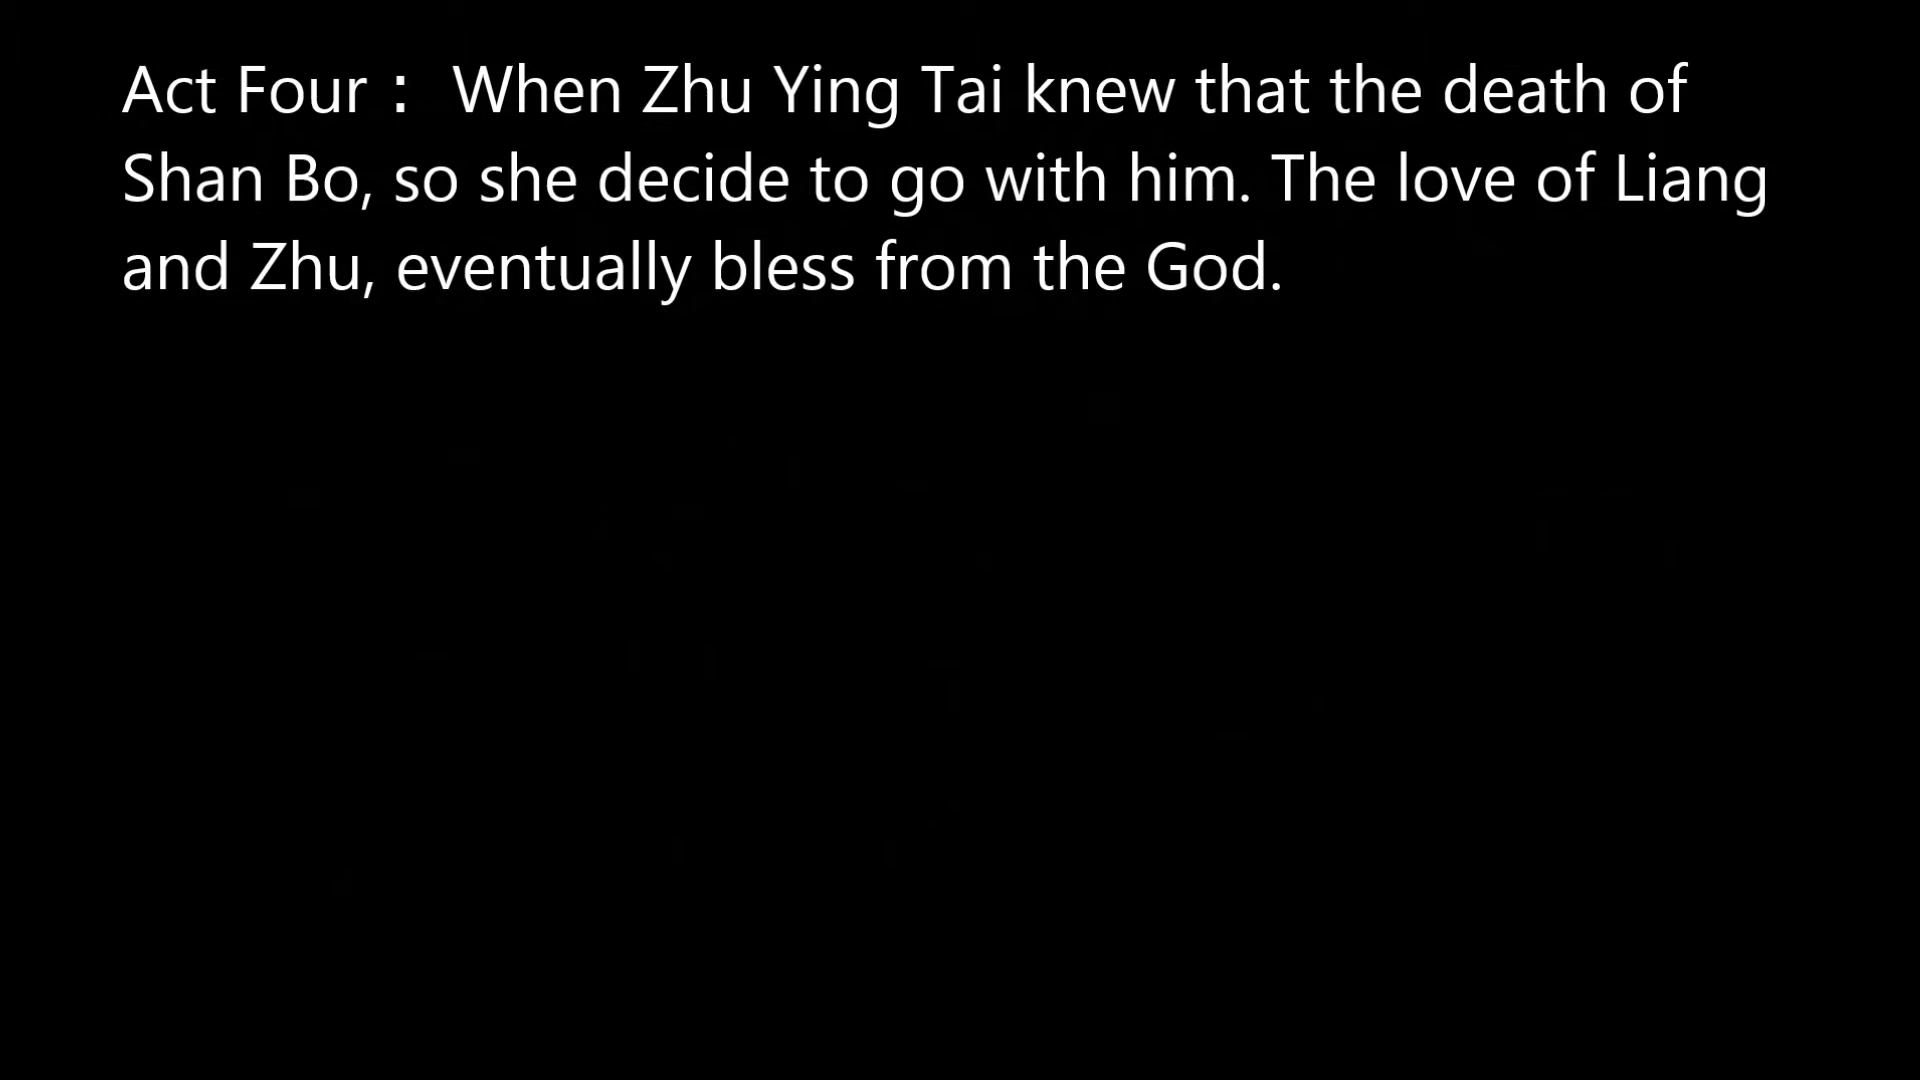 Act Four： When Zhu Ying Tai knew that the death of
Shan Bo, so she decide to go with him. The love of Liang
and Zhu, eventually bless from the God.